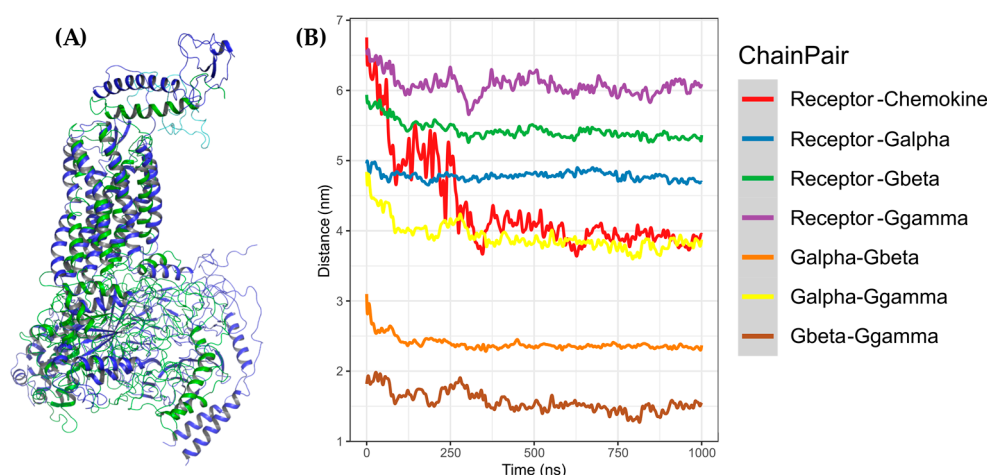 (A)
(B)
7
6
5
4
3
2
1
Distance (nm)
0
250
500
750
1000
Time (ns)
ChainPair
Receptor-Chemokine
Receptor-Galpha
Receptor-Gbeta
Receptor-Ggamma
Galpha-Gbeta
Galpha-Ggamma
Gbeta-Ggamma